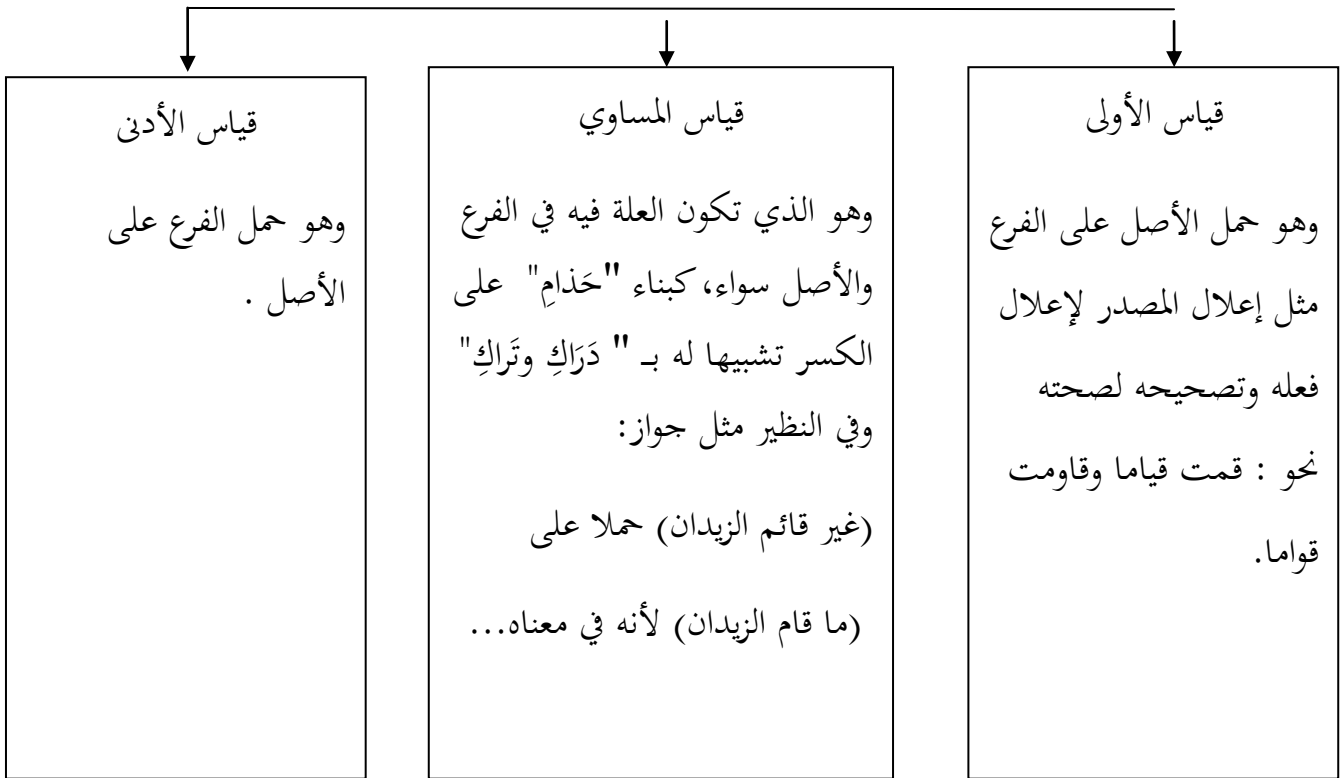 قياس الأولى
وهو حمل الأصل على الفرع
مثل إعلال المصدر لإعلال
فعله وتصحيحه لصحته
نحو : قمت قياما وقاومت
قواما.
قياس المساوي
وهو الذي تكون العلة فيه في الفرع
والأصل سواء، كبناء "حَذامِ" على
الكسر تشبيها له بـ " دَرَاكِ وتَراكِ"
وفي النظير مثل جواز:
(غير قائم الزيدان) حملا على
(ما قام الزيدان) لأنه في معناه...
قياس الأدنى
وهو حمل الفرع على
الأصل .